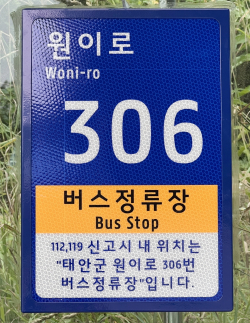 원이로
Woni-ro
306
버스정류장
Bus Stop
112,119 신고시 내 위치는
"태안군 원이로 306번
버스정류장"입니다.